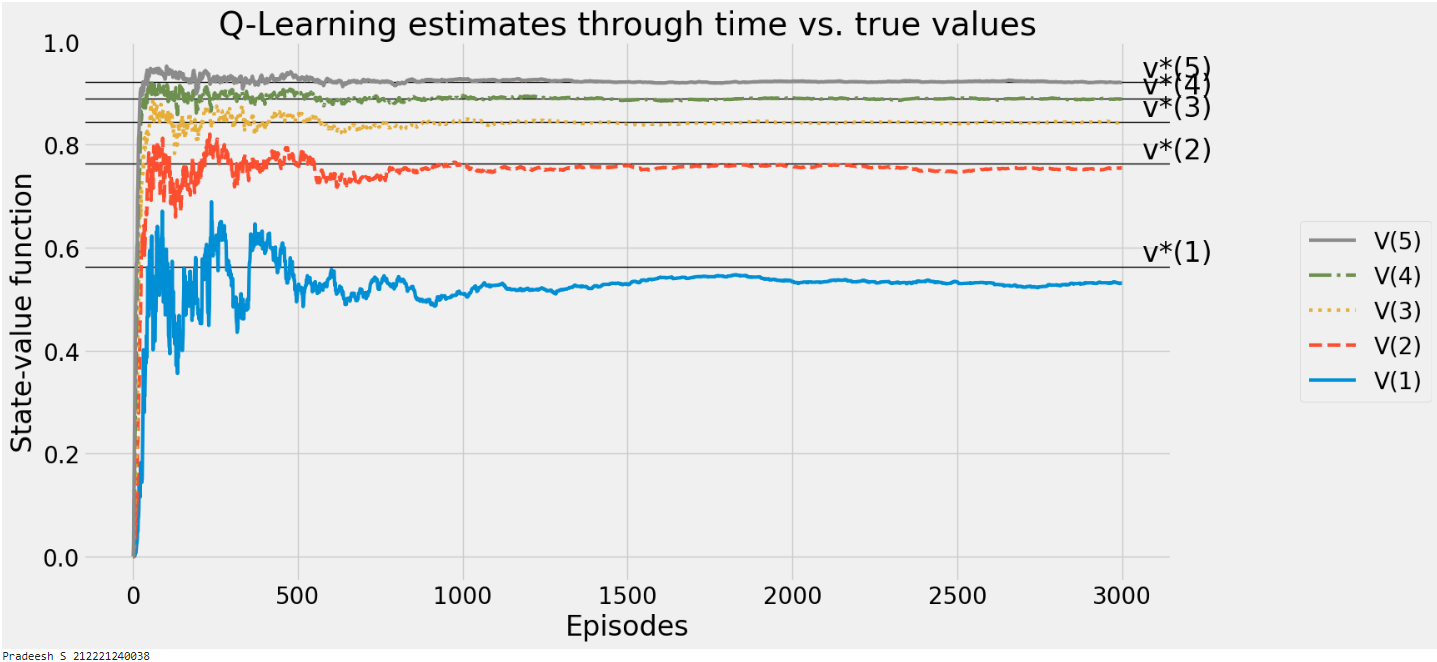 Q-Learning estimates through time vs. true values
State-value function
1.0
0.8
0.6
0.4
0.2
0.0
v*(5)
v*(4)
v*(3)
v*(2)
v*(1)
V(5)
V(4)
V(3)
V(2)
V(1)
0 500 1000 1500 2000 2500 3000
Episodes
Pradeesh S 212221240038